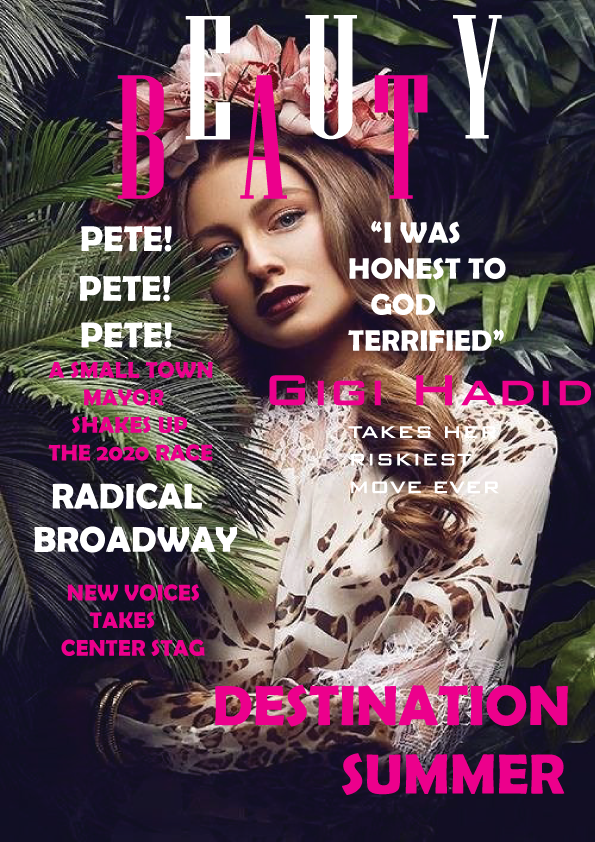 BEAUTY
PETE!
PETE!
PETE!
A SMALL TOWN
MAYOR
SHAKES UP
THE 2020 RACE
RADICAL
BROADWAY
NEW VOICES
TAKES
CENTER STAG
“I WAS
HONEST TO
GOD
TERRIFIED”
GIGI HADID
TAKES HER
RISKIEST
MOVE EVER
DESTINATION
SUMMER